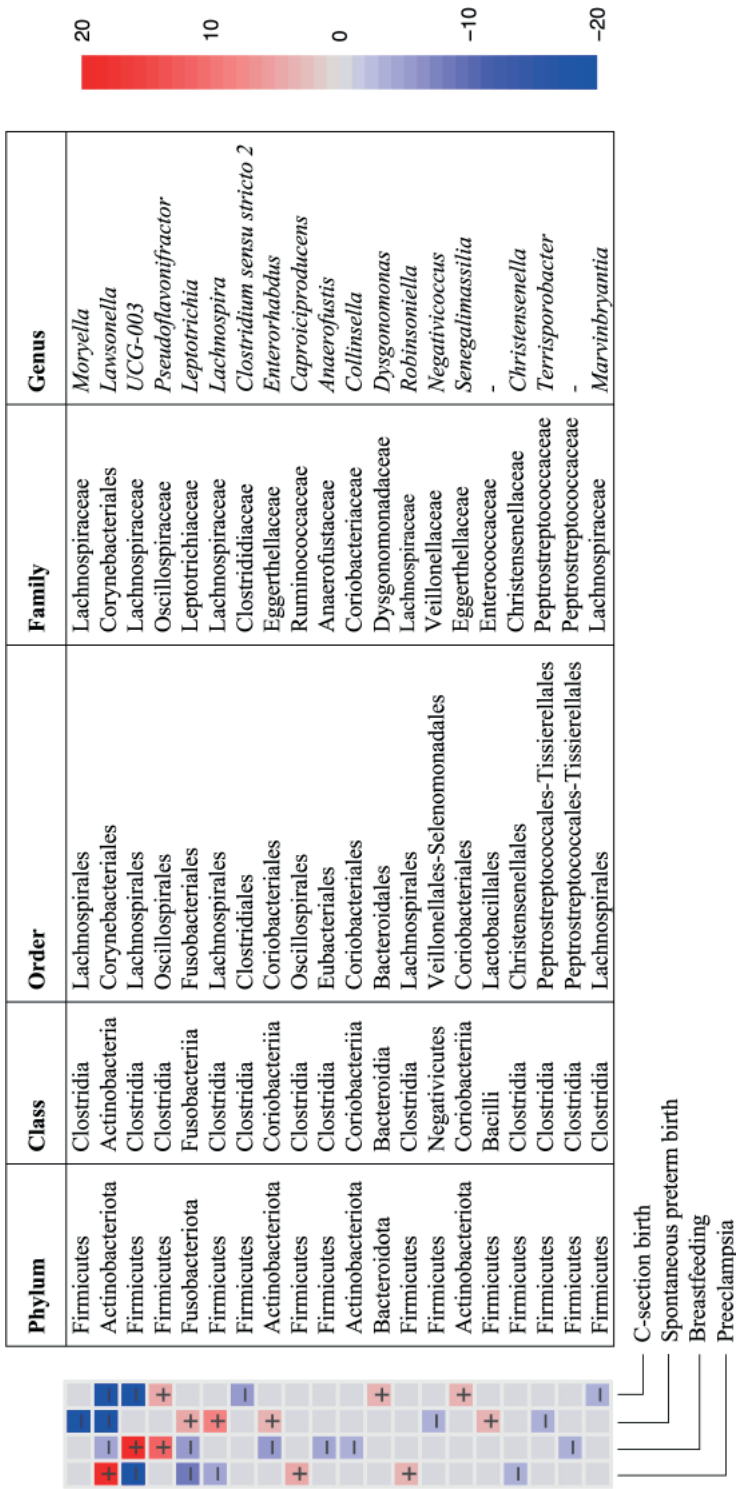 Phylum Class Order Family Genus
− Firmicutes Clostridia Lachnospirales Lachnospiraceae Moryella
+ − − − Actinobacteriota Actinobacteria Corynebacteriales Corynebacteriales Lawsonella
− + − Firmicutes Clostridia Lachnospirales Lachnospiraceae UCG-003
+ + Firmicutes Clostridia Oscillospirales Oscillospiraceae Pseudoflavonifractor
− − + Fusobacteriota Fusobacteriia Fusobacteriales Leptotrichiaceae Leptotrichia
− + Firmicutes Clostridia Lachnospirales Lachnospiraceae Lachnospira
− Firmicutes Clostridia Clostridiales Clostrididiaceae Clostridium sensu stricto 2
− + Actinobacteriota Coriobacteriia Coriobacteriales Eggerthellaceae Enterorhabdus
+ Firmicutes Clostridia Oscillospirales Ruminococcaceae Caproiciproducens
− Firmicutes Clostridia Eubacteriales Anaerofustaceae Anaerofustis
− Actinobacteriota Coriobacteriia Coriobacteriales Coriobacteriaceae Collinsella
+ Bacteroidota Bacteroidia Bacteroidales Dysgonomonadaceae Dysgonomonas
+ Firmicutes Clostridia Lachnospirales Lachnospiraceae Robinsoniella
− Firmicutes Negativicutes Veillonellales-Selenomonadales Veillonellaceae Negativicoccus
+ Actinobacteriota Coriobacteriia Coriobacteriales Eggerthellaceae Senegalimassilia
+ Firmicutes Bacilli Lactobacillales Enterococcaceae -
− Firmicutes Clostridia Christensenellales Christensenellaceae Christensenella
− Firmicutes Clostridia Peptrostreptococcales-Tissierellales Peptrostreptococcaceae Terrisporobacter
− Firmicutes Clostridia Peptrostreptococcales-Tissierellales Peptrostreptococcaceae -
− Firmicutes Clostridia Lachnospirales Lachnospiraceae Marvinbryantia
C-section birth
Spontaneous preterm birth
Breastfeeding
Preeclampsia
20
10
0
−10
−20